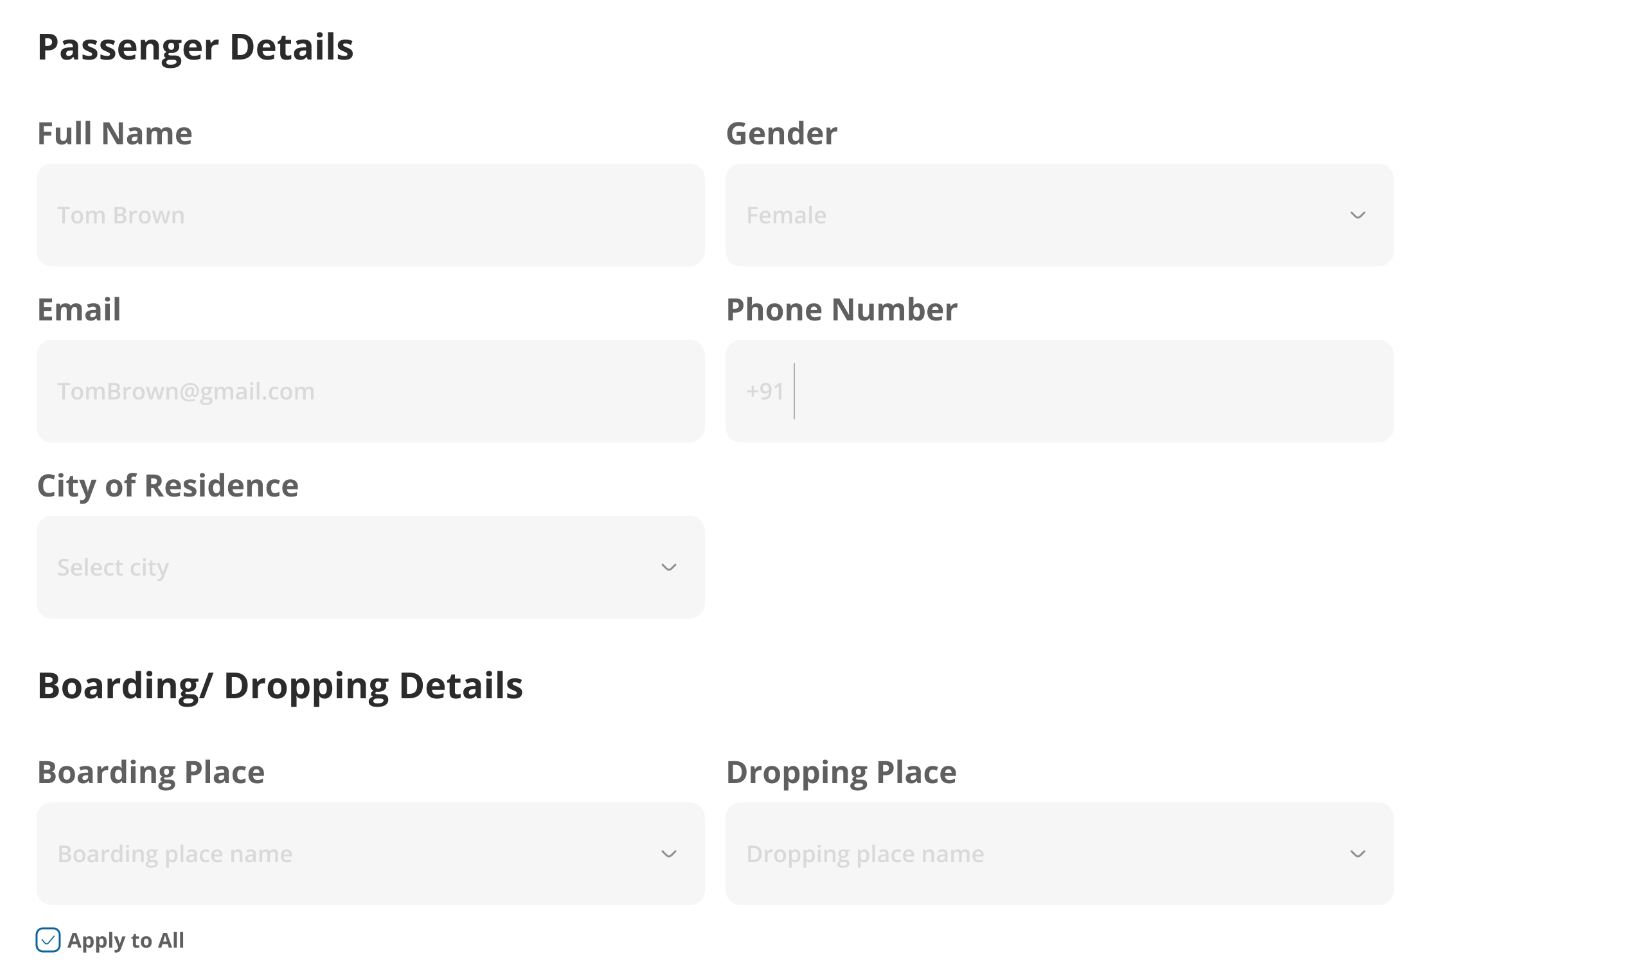 Passenger Details
Full Name
Gender
Tom Brown
Female
Email
Phone Number
TomBrown@gmail.com
+91
City of Residence
Select city
Boarding/ Dropping Details
Boarding Place
Dropping Place
Boarding place name
Dropping place name
Apply to All